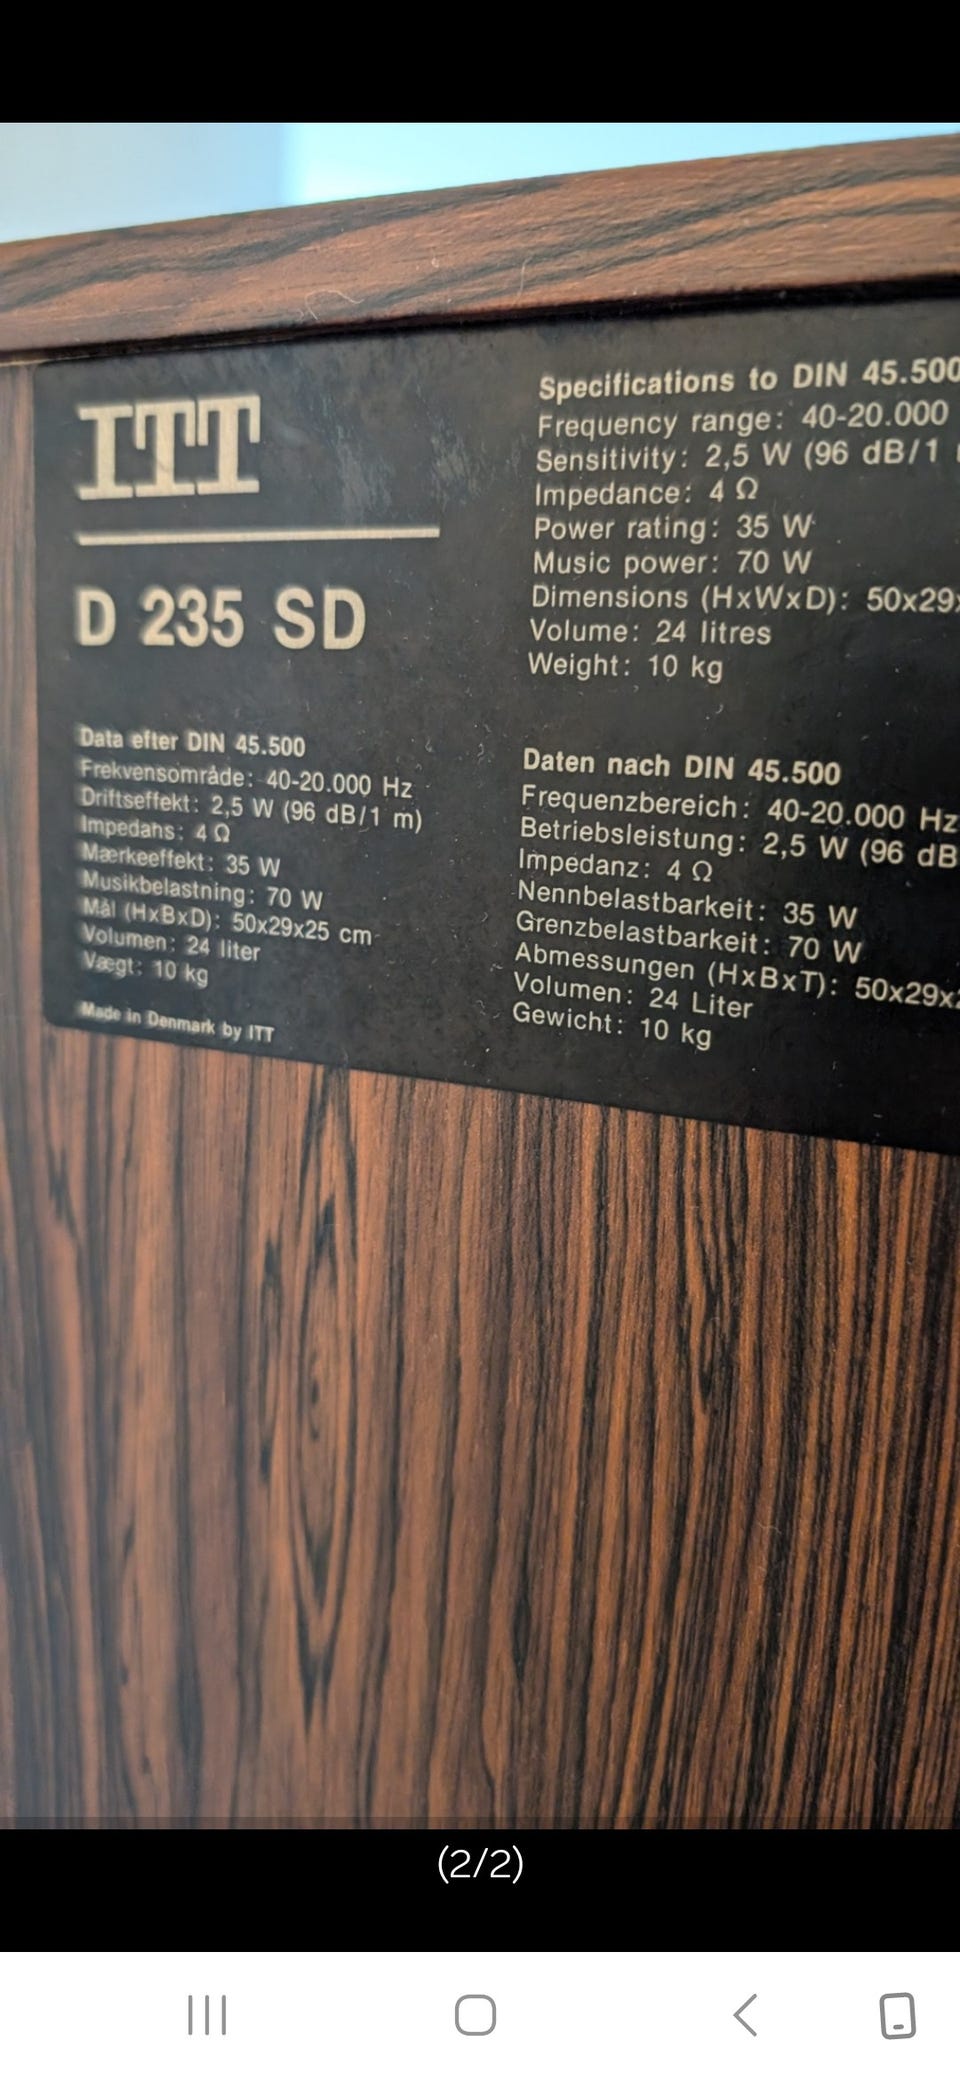 ITT
D 235 SD
Specifications to DIN 45.500
Frequency range: 40-20.000
Sensitivity: 2,5 W (96 dB/1
Impedance: 4 Ω
Power rating: 35 W
Music power: 70 W
Dimensions (HxWxD): 50x29x
Volume: 24 litres
Weight: 10 kg
Data efter DIN 45.500
Frekvensområde: 40-20.000 Hz
Driftseffekt: 2,5 W (96 dB/1 m)
Impedahs: 4 Ω
Mærkeeffekt: 35 W
Musikbelastning: 70 W
Mål (HxBxD): 50x29x25 cm
Volumen: 24 liter
Vægt: 10 kg
Made in Denmark by ITT
Daten nach DIN 45.500
Frequenzbereich: 40-20.000 Hz
Betriebsleistung: 2,5 W (96 dB
Impedanz: 4 Ω
Nennbelastbarkeit: 35 W
Grenzbelastbarkeit: 70 W
Abmessungen (HxBxT): 50x29x2
Volumen: 24 Liter
Gewicht: 10 kg
(2/2)